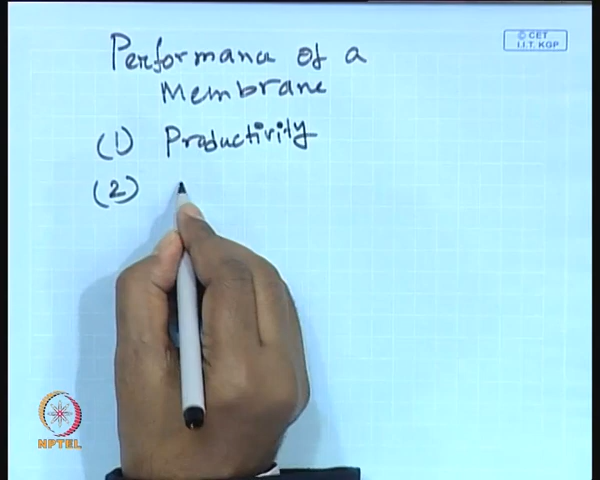 Performance of a
Membrane
(1) Productivity
(2)
© CET
I.I.T. KGP
NPTEL